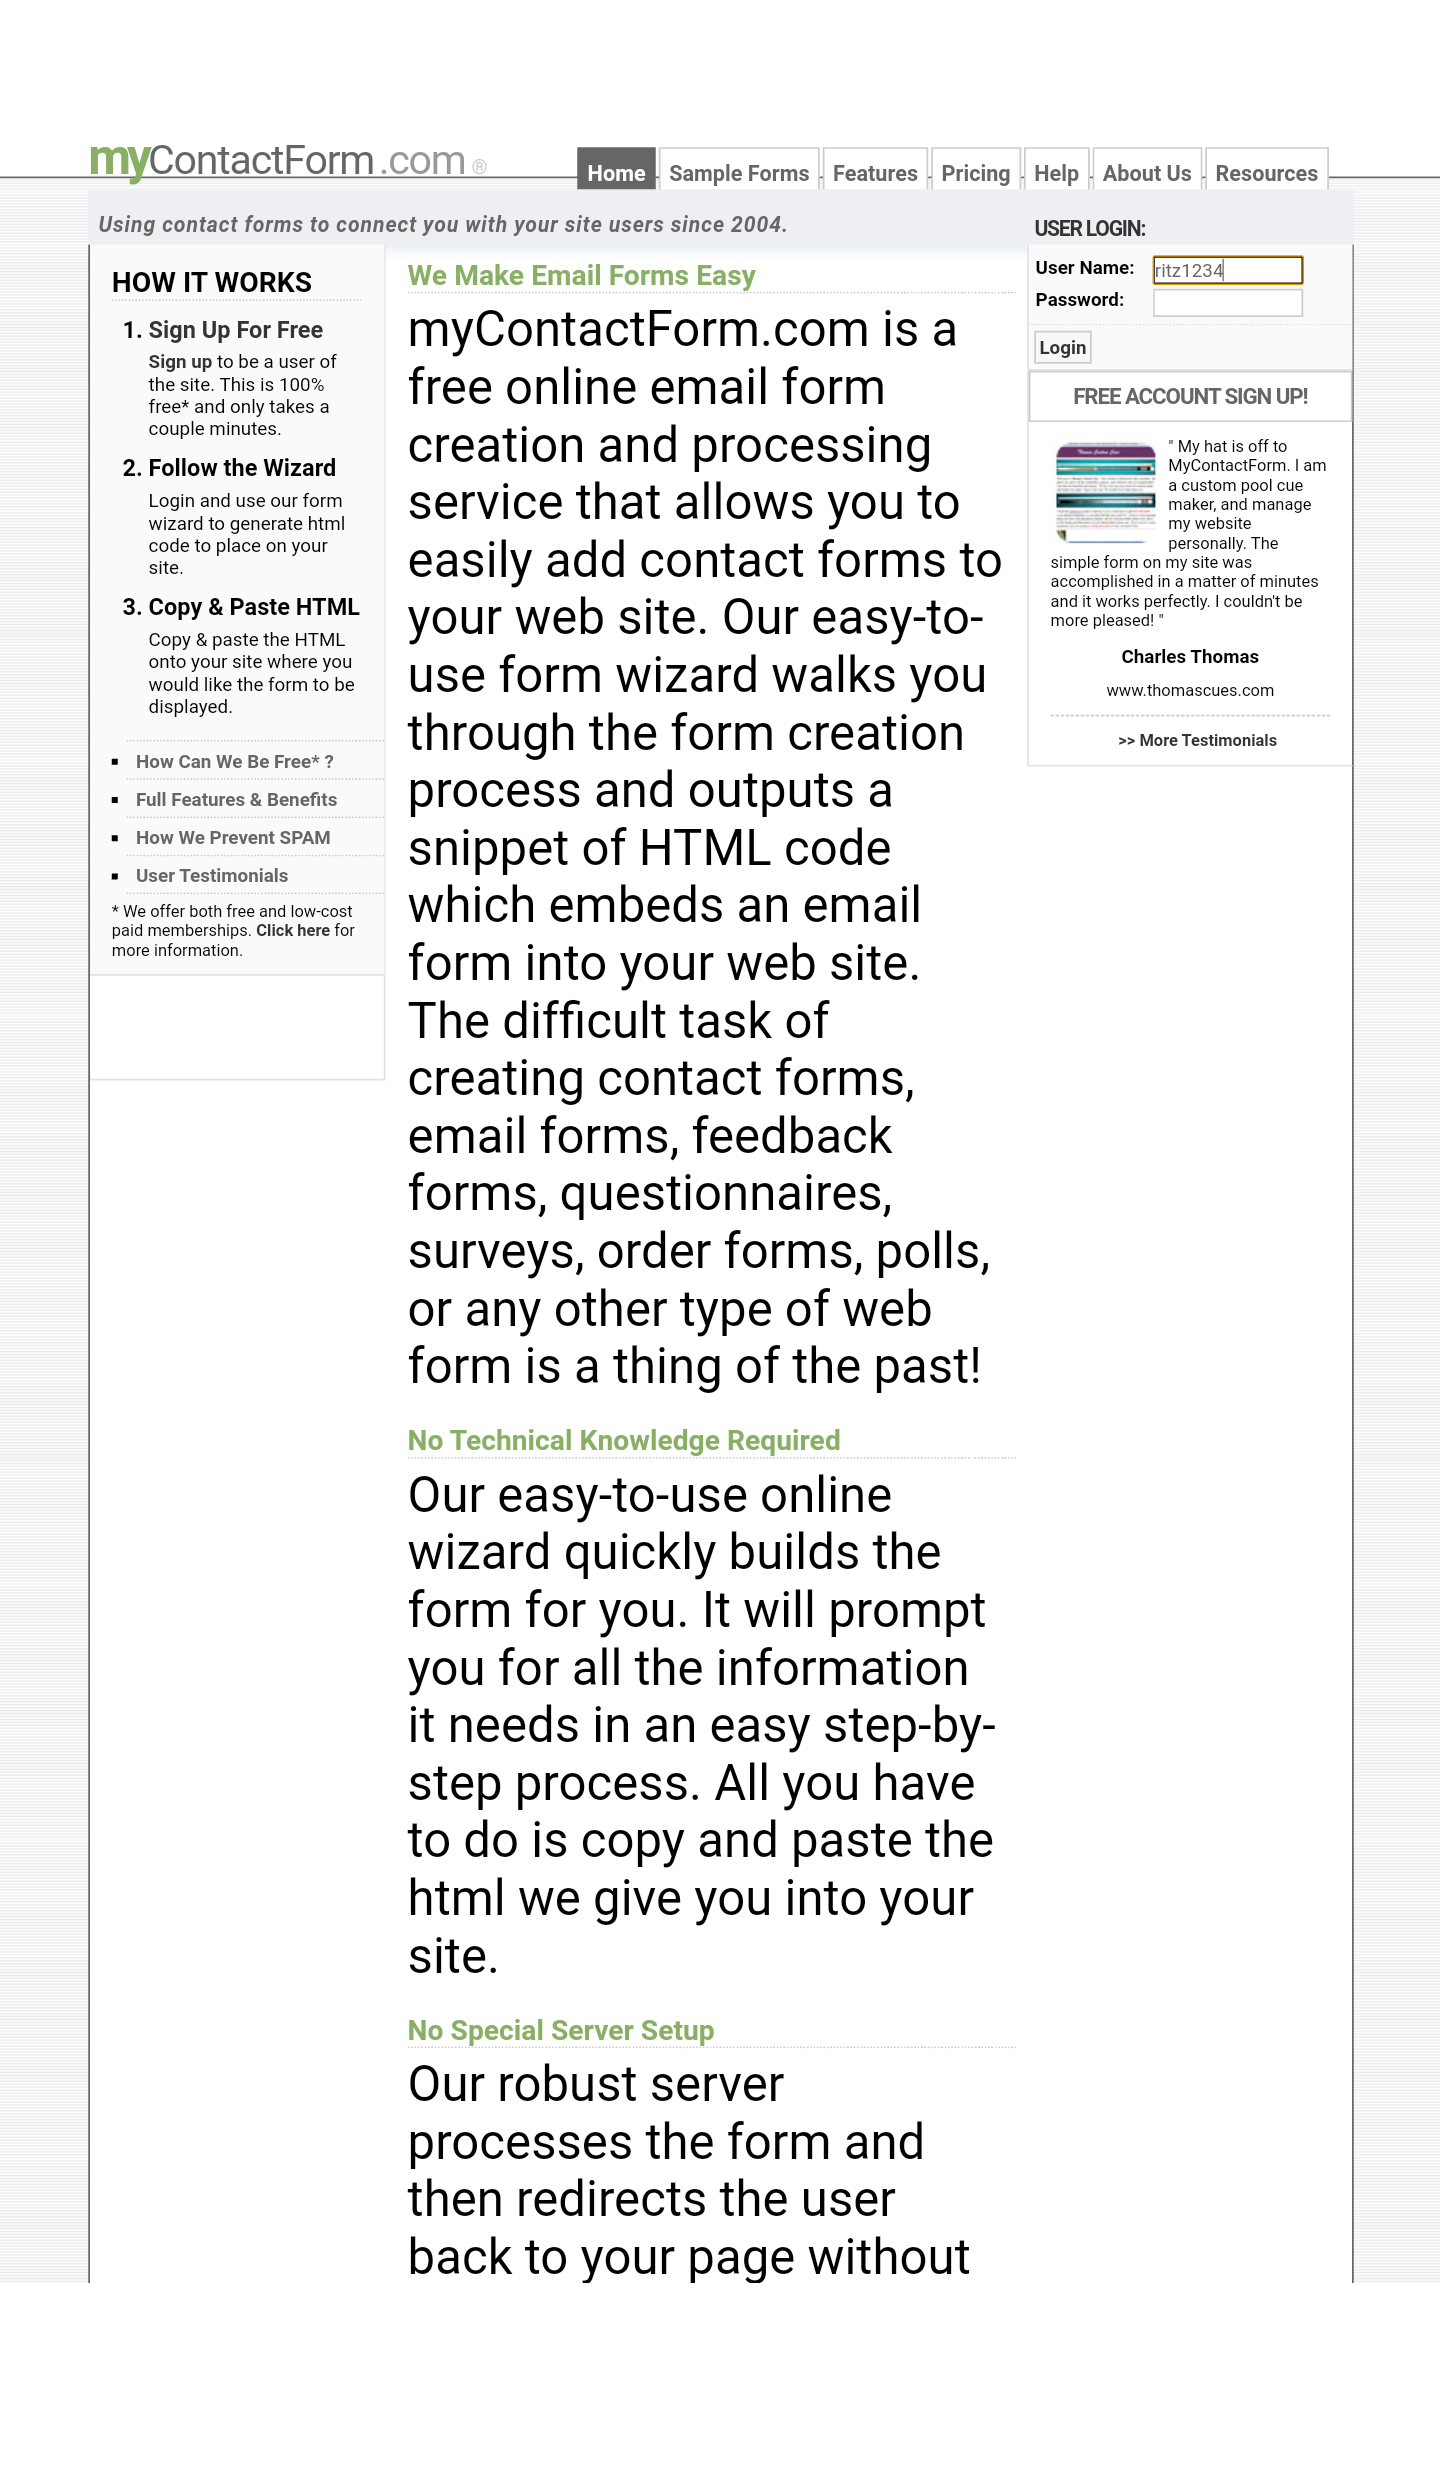 myContactForm.com®
Home
Sample Forms
Features
Pricing
Help
About Us
Resources
Using contact forms to connect you with your site users since 2004.
HOW IT WORKS
1. Sign Up For Free
Sign up to be a user of
the site. This is 100%
free* and only takes a
couple minutes.
2. Follow the Wizard
Login and use our form
wizard to generate html
code to place on your
site.
3. Copy & Paste HTML
Copy & paste the HTML
onto your site where you
would like the form to be
displayed.
How Can We Be Free* ?
Full Features & Benefits
How We Prevent SPAM
User Testimonials
* We offer both free and low-cost
paid memberships. Click here for
more information.
We Make Email Forms Easy
myContactForm.com is a
free online email form
creation and processing
service that allows you to
easily add contact forms to
your web site. Our easy-to-
use form wizard walks you
through the form creation
process and outputs a
snippet of HTML code
which embeds an email
form into your web site.
The difficult task of
creating contact forms,
email forms, feedback
forms, questionnaires,
surveys, order forms, polls,
or any other type of web
form is a thing of the past!
No Technical Knowledge Required
Our easy-to-use online
wizard quickly builds the
form for you. It will prompt
you for all the information
it needs in an easy step-by-
step process. All you have
to do is copy and paste the
html we give you into your
site.
No Special Server Setup
Our robust server
processes the form and
then redirects the user
back to your page without
USER LOGIN:
User Name: ritz1234
Password:
Login
FREE ACCOUNT SIGN UP!
" My hat is off to
MyContactForm. I am
a custom pool cue
maker, and manage
my website
personally. The
simple form on my site was
accomplished in a matter of minutes
and it works perfectly. I couldn't be
more pleased! "
Charles Thomas
www.thomascues.com
>> More Testimonials